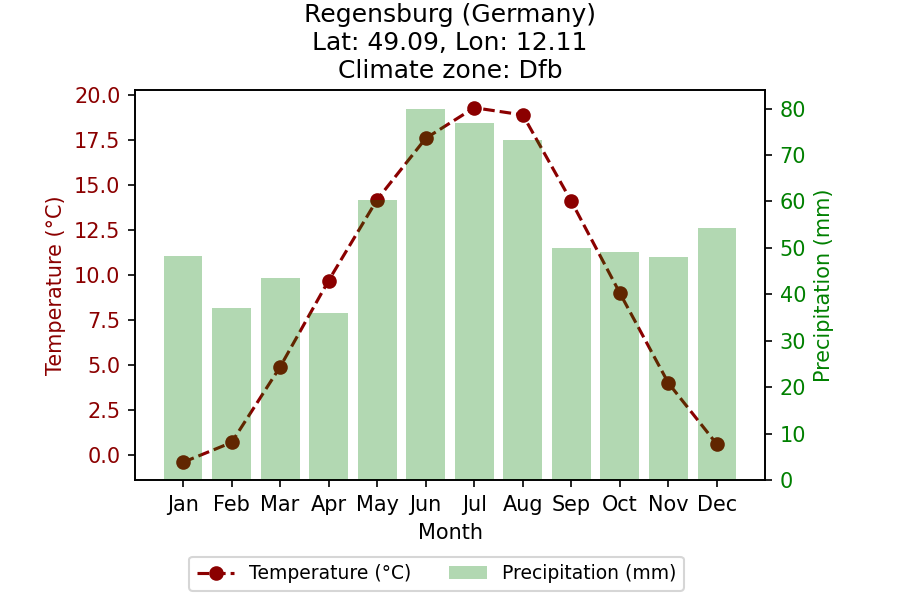 Regensburg (Germany)
Lat: 49.09, Lon: 12.11
Climate zone: Dfb
Temperature (°C)
20.0
17.5
15.0
12.5
10.0
7.5
5.0
2.5
0.0
80
70
60
50
40
30
20
10
0
Precipitation (mm)
Jan Feb Mar Apr May Jun Jul Aug Sep Oct Nov Dec
Month
Temperature (°C) Precipitation (mm)